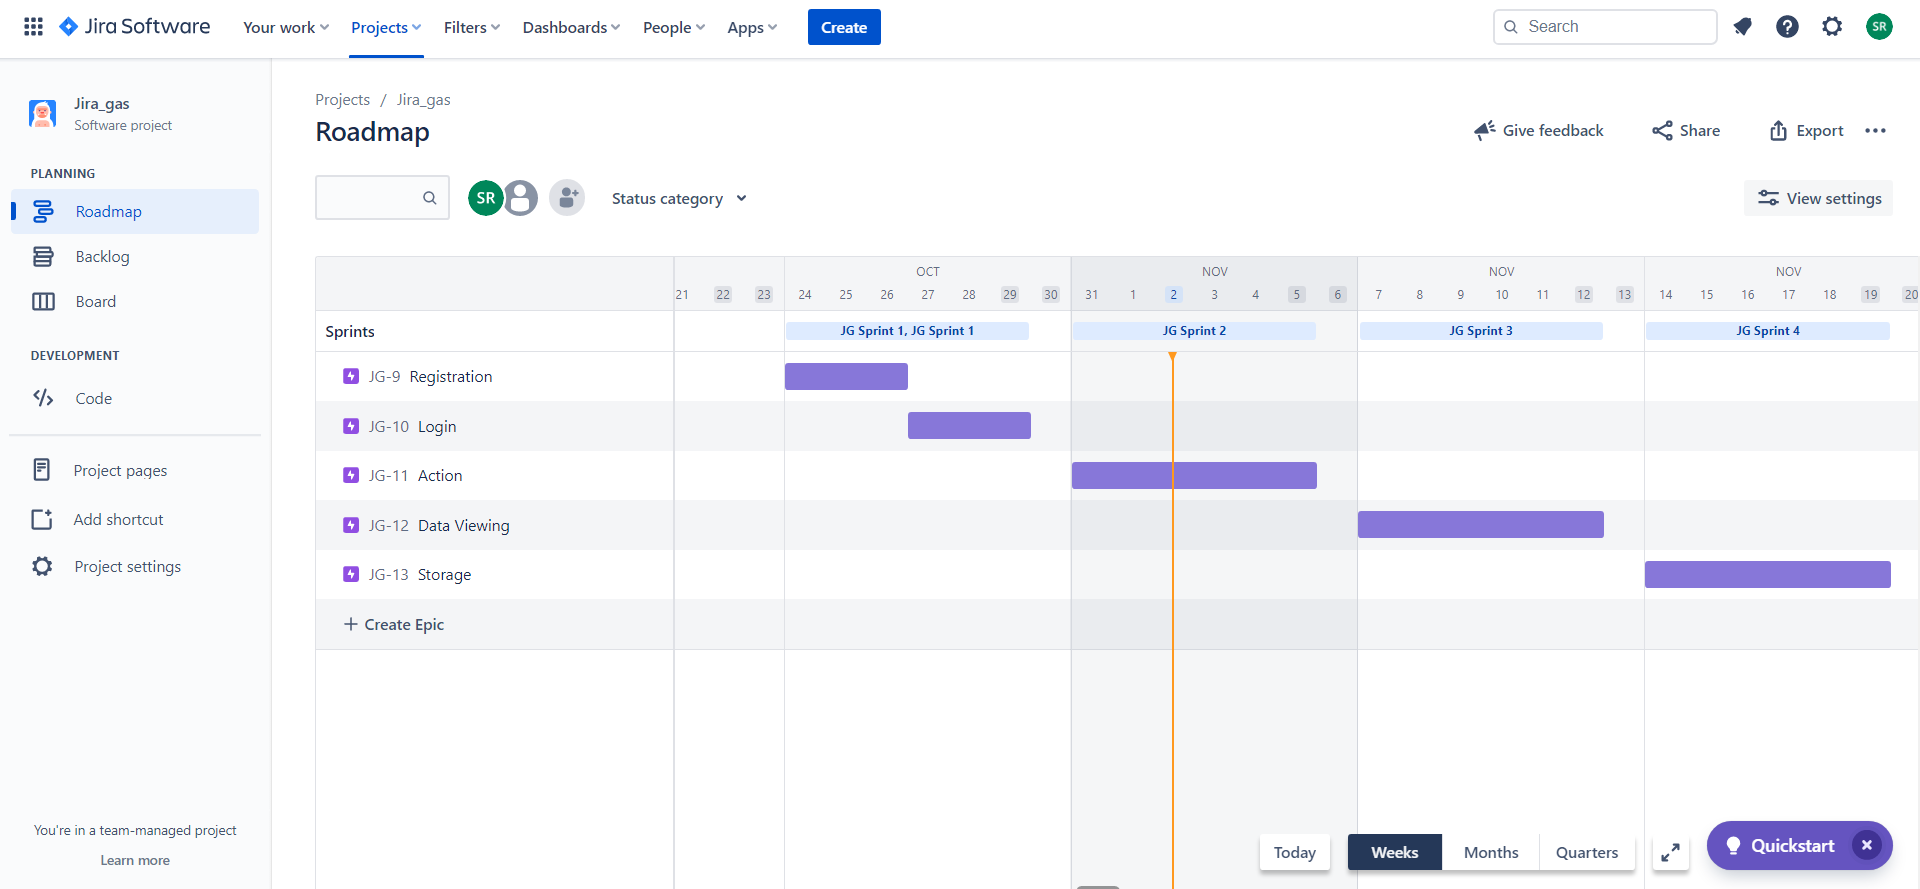 Jira Software Your work Projects Filters Dashboards People Apps Create Search SR
Jira_gas
Software project
PLANNING
Roadmap
Backlog
Board
DEVELOPMENT
Code
Project pages
Add shortcut
Project settings
You're in a team-managed project
Learn more
Projects / Jira_gas
Roadmap
Give feedback Share Export
SR Status category View settings
OCT NOV NOV NOV
21 22 23 24 25 26 27 28 29 30 31 1 2 3 4 5 6 7 8 9 10 11 12 13 14 15 16 17 18 19 20
Sprints JG Sprint 1, JG Sprint 1 JG Sprint 2 JG Sprint 3 JG Sprint 4
JG-9 Registration
JG-10 Login
JG-11 Action
JG-12 Data Viewing
JG-13 Storage
+ Create Epic
Today Weeks Months Quarters Quickstart